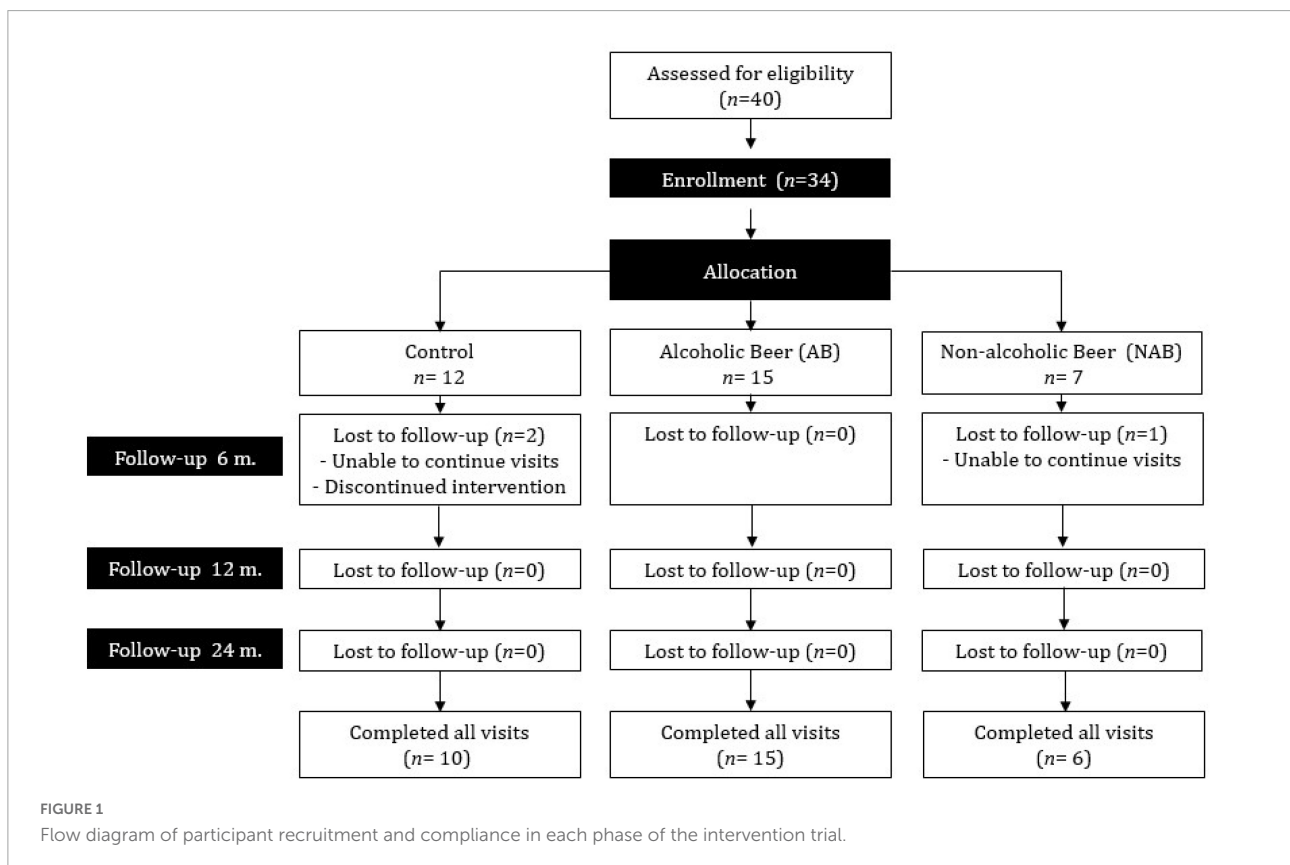 Assessed for eligibility
(n=40)
Enrollment (n=34)
Allocation
Control
n= 12
Alcoholic Beer (AB)
n= 15
Non-alcoholic Beer (NAB)
n= 7
Follow-up 6 m.
Lost to follow-up (n=2)
- Unable to continue visits
- Discontinued intervention
Lost to follow-up (n=0)
Lost to follow-up (n=1)
- Unable to continue visits
Follow-up 12 m.
Lost to follow-up (n=0)
Lost to follow-up (n=0)
Lost to follow-up (n=0)
Follow-up 24 m.
Lost to follow-up (n=0)
Lost to follow-up (n=0)
Lost to follow-up (n=0)
Completed all visits
(n= 10)
Completed all visits
(n= 15)
Completed all visits
(n= 6)
FIGURE 1
Flow diagram of participant recruitment and compliance in each phase of the intervention trial.